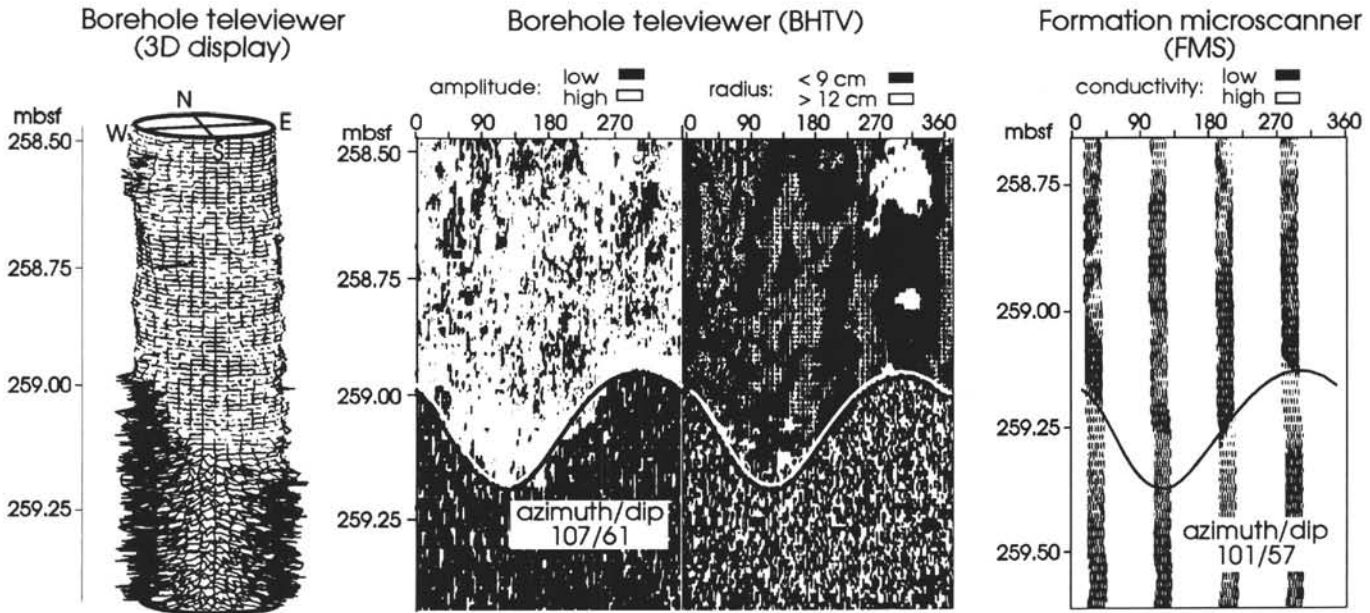 Borehole televiewer
(3D display)
mbsf
N
W
E
S
258.50
258.75
259.00
259.25
Borehole televiewer (BHTV)
amplitude:
low
high
radius:
< 9 cm
> 12 cm
mbsf
0 90 180 270 0 90 180 270 360
258.50
258.75
259.00
259.25
azimuth/dip
107/61
Formation microscanner
(FMS)
conductivity:
low
high
mbsf
0 90 180 270 360
258.75
259.00
259.25
259.50
azimuth/dip
101/57